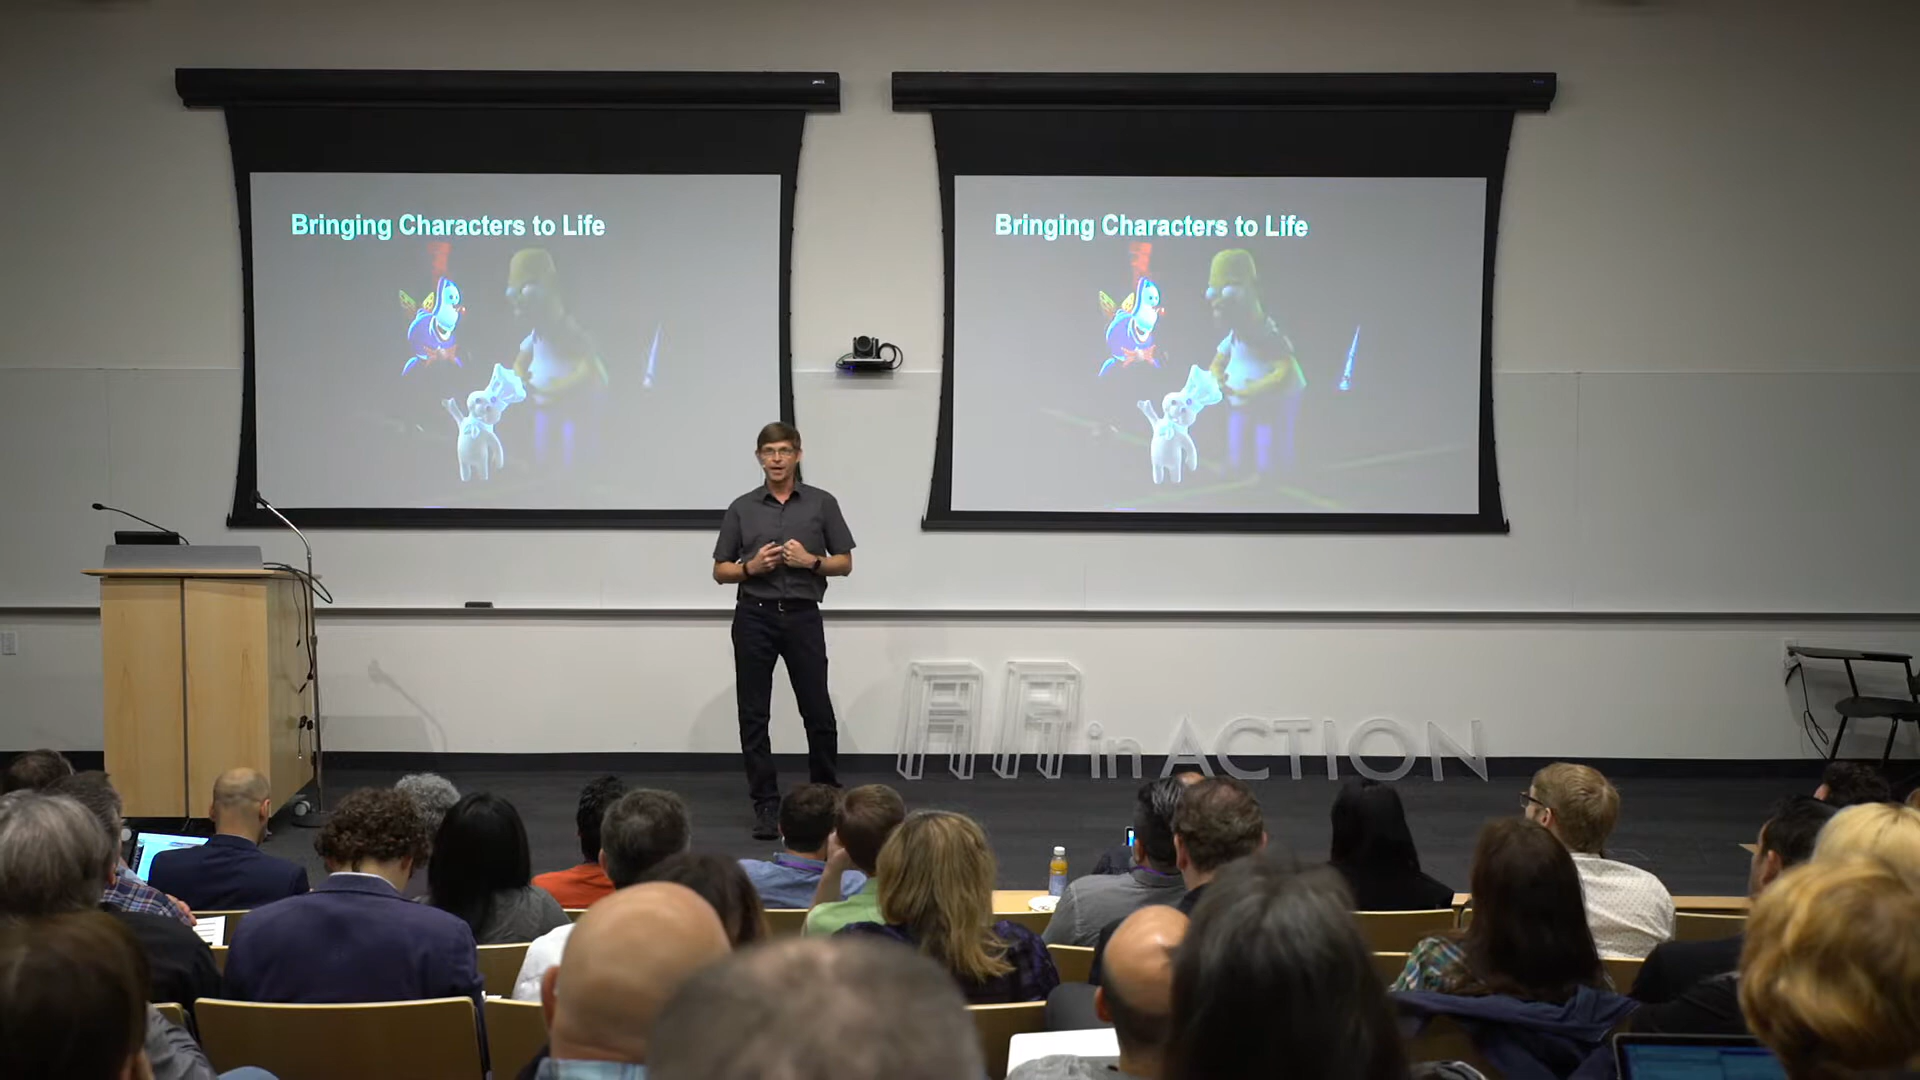 Bringing Characters to Life
Bringing Characters to Life
AR in ACTION